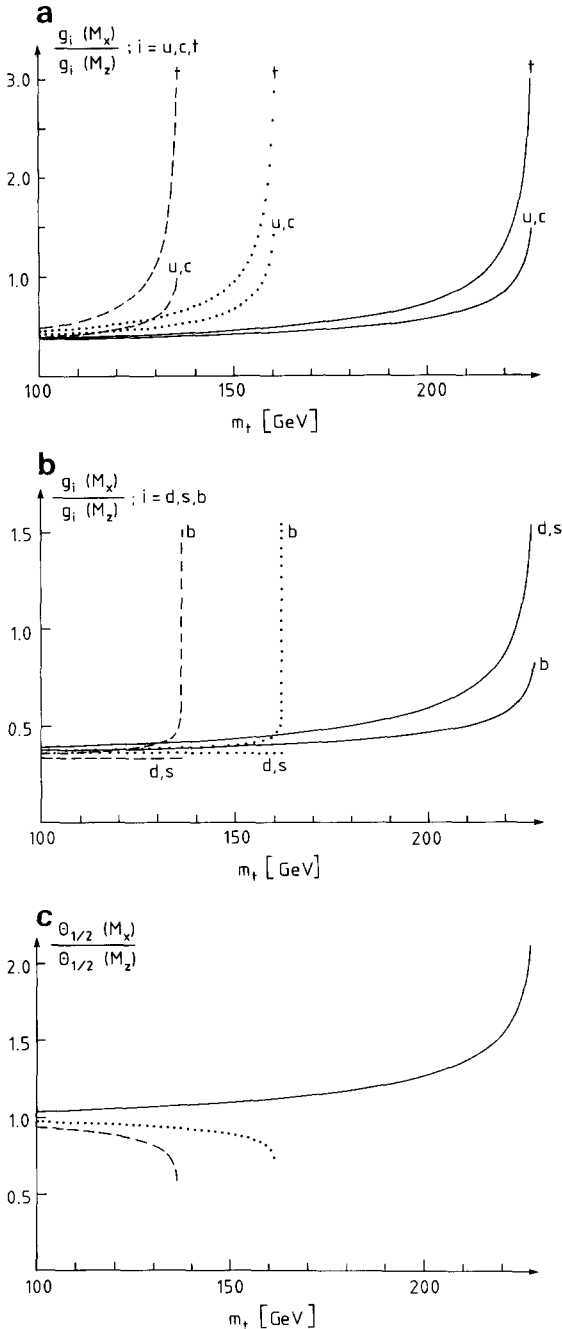 a
g_i (M_x)
g_i (M_z) ; i = u,c,t
3.0
2.0
1.0
t
t
t
u,c
u,c
u,c
100 150 200
m_t [GeV]
b
g_i (M_x)
g_i (M_z) ; i = d,s,b
1.5
1.0
0.5
b
b
d,s
b
d,s
d,s
100 150 200
m_t [GeV]
c
Θ_1/2 (M_x)
Θ_1/2 (M_z)
2.0
1.5
1.0
0.5
100 150 200
m_t [GeV]